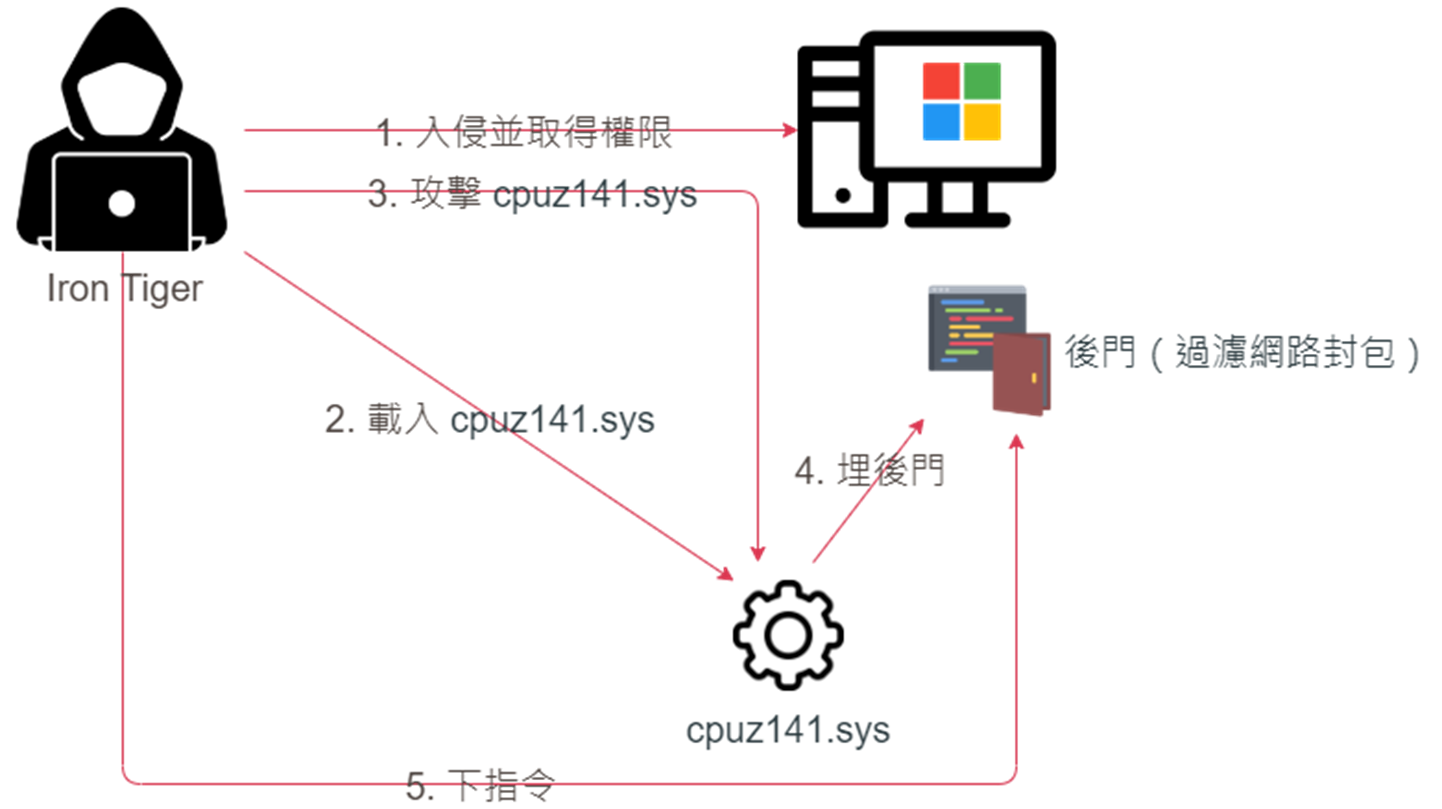 1. 入侵並取得權限
3. 攻擊 cpuz141.sys
Iron Tiger
後門（過濾網路封包）
2. 載入 cpuz141.sys
4. 埋後門
cpuz141.sys
5. 下指令